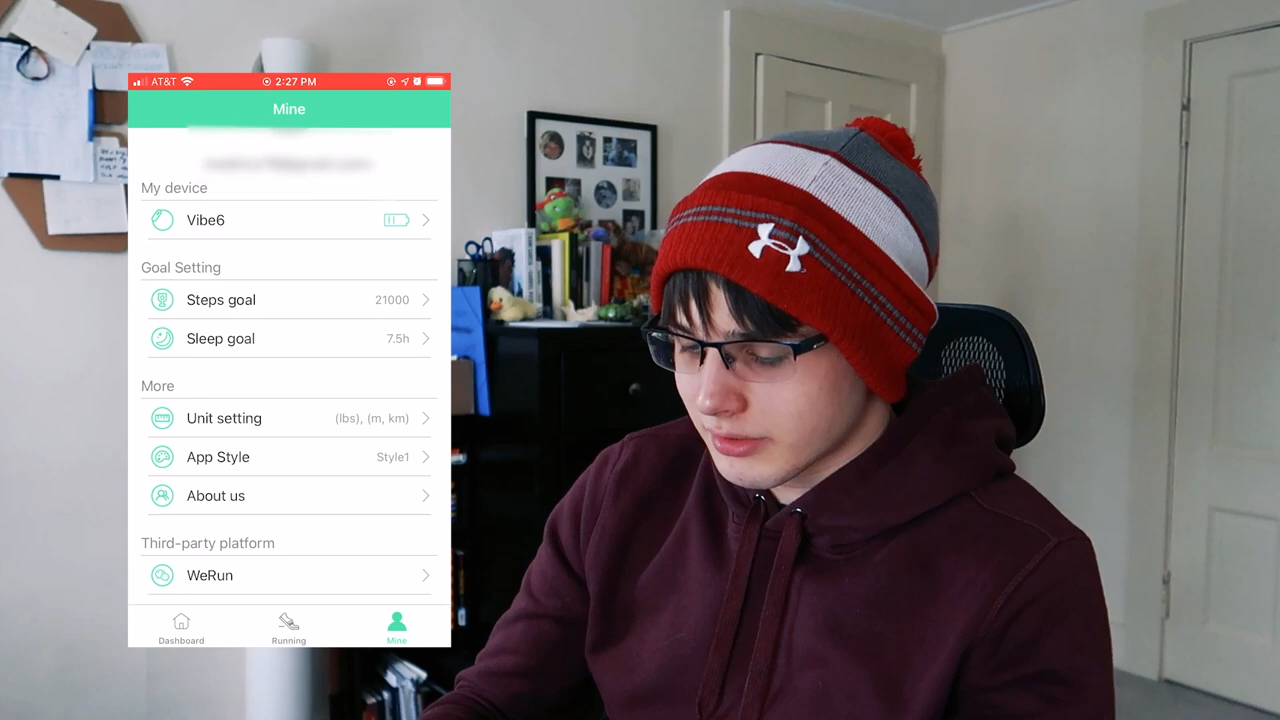 AT&T
2:27 PM
Mine
My device
Vibe6
Goal Setting
Steps goal 21000
Sleep goal 7.5h
More
Unit setting (lbs), (m, km)
App Style Style1
About us
Third-party platform
WeRun
Dashboard Running Mine